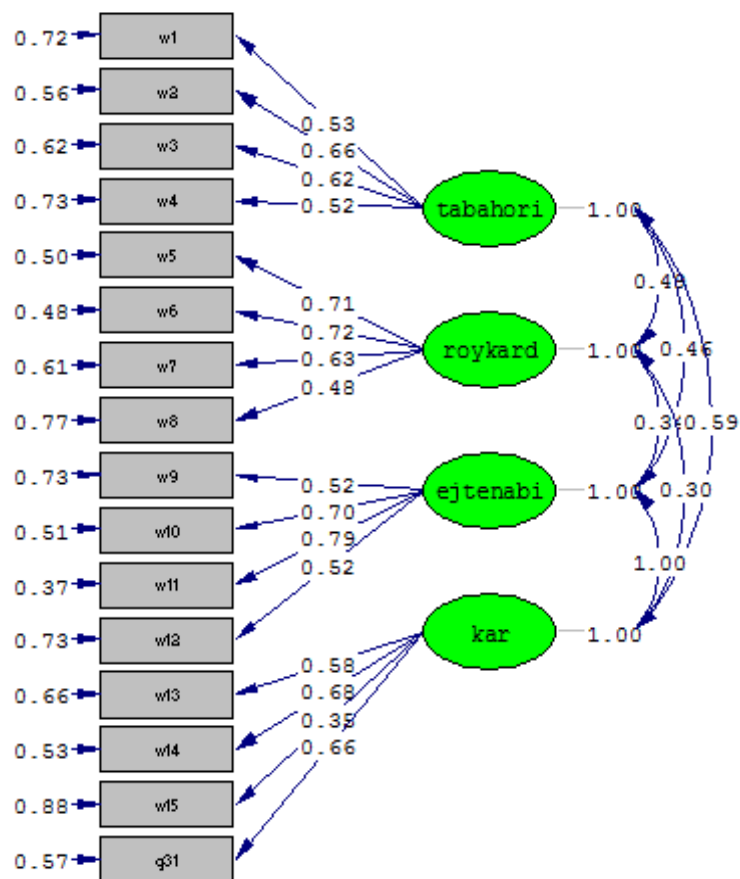 0.72 w1
0.56 w2
0.62 w3
0.73 w4
0.50 w5
0.48 w6
0.61 w7
0.77 w8
0.73 w9
0.51 w10
0.37 w11
0.73 w12
0.66 w13
0.53 w14
0.88 w15
0.57 q31
0.53
0.66
0.62
0.52
0.71
0.72
0.63
0.48
0.52
0.70
0.79
0.52
0.58
0.68
0.35
0.66
tabahori 1.00
roykard 1.00
ejtenabi 1.00
kar 1.00
0.46
0.59
0.30
1.00